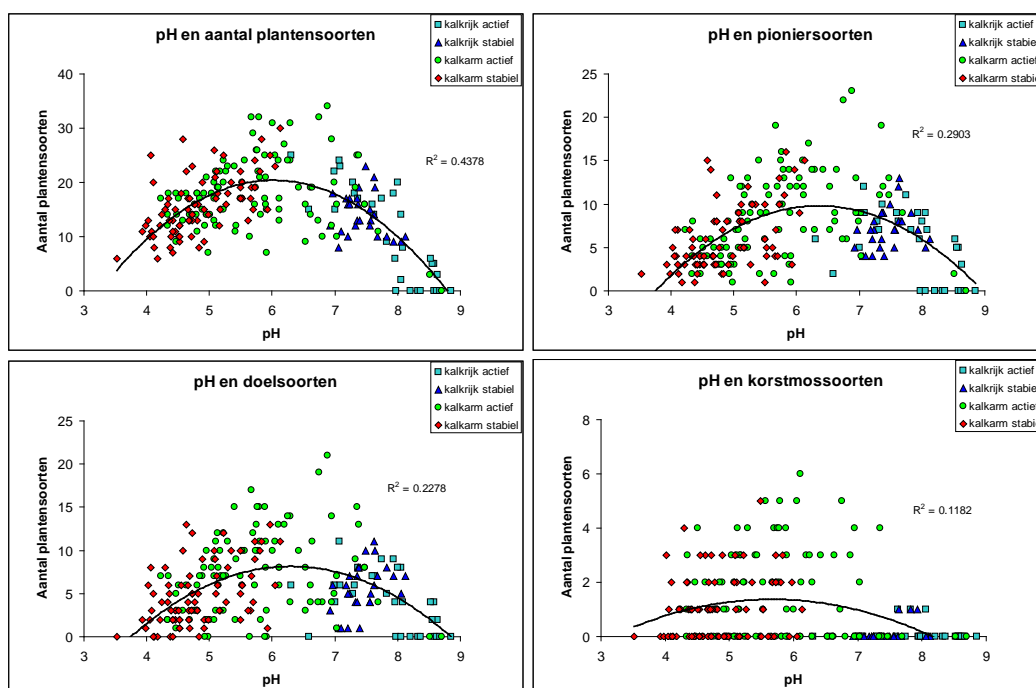 pH en aantal plantensoorten
kalkrijk actief
kalkrijk stabiel
kalkarm actief
kalkarm stabiel
Aantal plantensoorten
40
30
20
10
0
R² = 0.4378
3 4 5 6 7 8 9
pH
pH en pioniersoorten
kalkrijk actief
kalkrijk stabiel
kalkarm actief
kalkarm stabiel
Aantal plantensoorten
25
20
15
10
5
0
R² = 0.2903
3 4 5 6 7 8 9
pH
pH en doelsoorten
kalkrijk actief
kalkrijk stabiel
kalkarm actief
kalkarm stabiel
Aantal plantensoorten
25
20
15
10
5
0
R² = 0.2278
3 4 5 6 7 8 9
pH
pH en korstmossoorten
kalkrijk actief
kalkrijk stabiel
kalkarm actief
kalkarm stabiel
Aantal plantensoorten
8
6
4
2
0
R² = 0.1182
3 4 5 6 7 8 9
pH